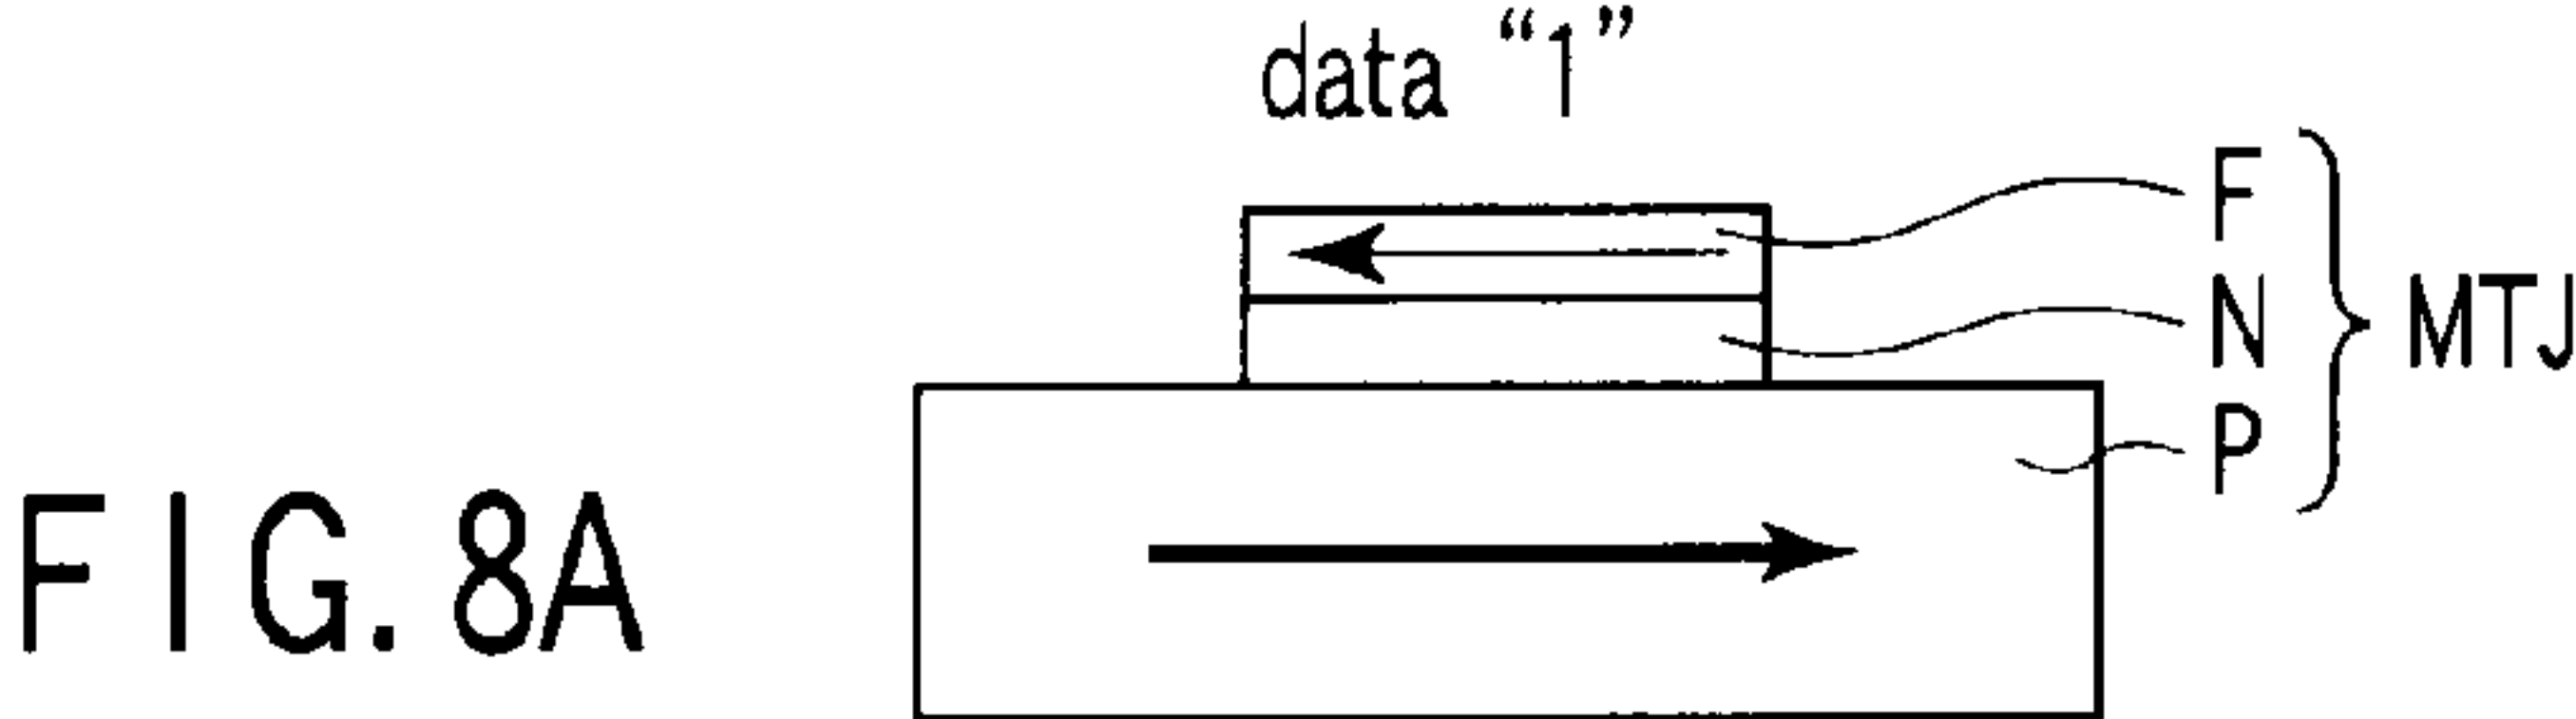 data “1”
F
N
P
MTJ
FIG. 8A